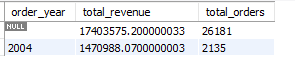 order_year total_revenue total_orders
NULL 17403575.200000033 26181
2004 1470988.0700000003 2135